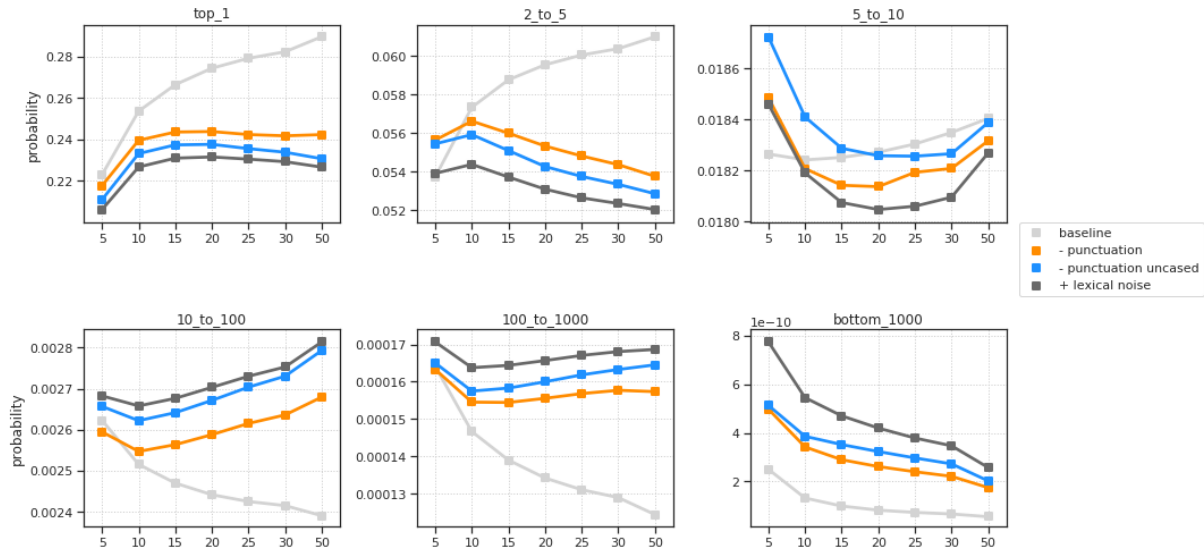 top_1
2_to_5
5_to_10
probability
0.28
0.26
0.24
0.22
5 10 15 20 25 30 50
0.060
0.058
0.056
0.054
0.052
5 10 15 20 25 30 50
0.0186
0.0184
0.0182
0.0180
5 10 15 20 25 30 50
baseline
- punctuation
- punctuation uncased
+ lexical noise
10_to_100
100_to_1000
bottom_1000
probability
0.0028
0.0027
0.0026
0.0025
0.0024
5 10 15 20 25 30 50
0.00017
0.00016
0.00015
0.00014
0.00013
5 10 15 20 25 30 50
1e-10
8
6
4
2
5 10 15 20 25 30 50